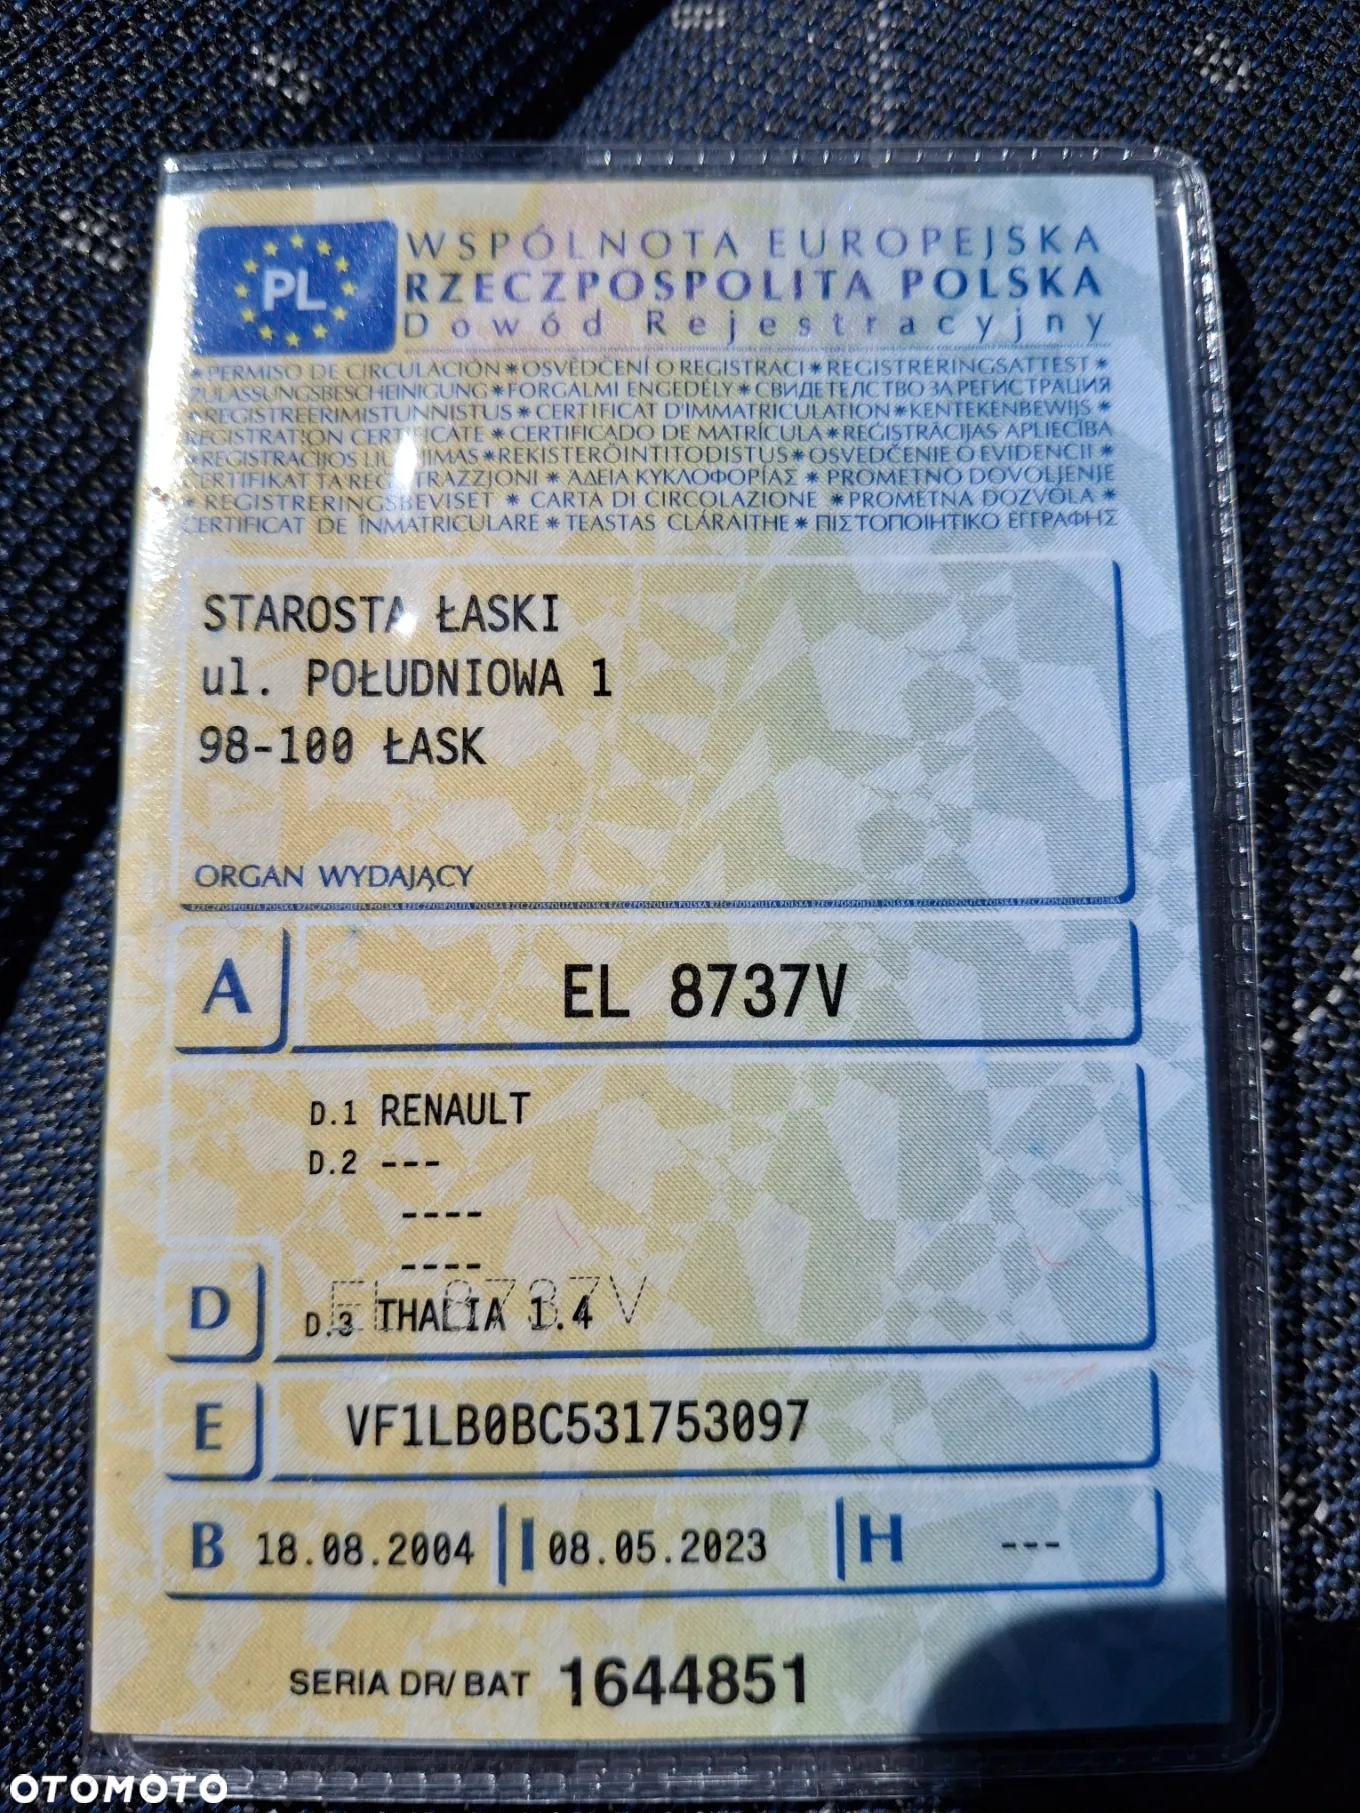 PL
WSPÓLNOTA EUROPEJSKA
RZECZPOSPOLITA POLSKA
Dowód Rejestracyjny
*PERMISO DE CIRCULACIÓN*OSVĚDČENÍ O REGISTRACI*REGISTRERINGSATTEST*
ZULASSUNGSBESCHEINIGUNG*FORGALMI ENGEDÉLY*СВИДЕТЕЛСТВО ЗА РЕГИСТРАЦИЯ
*REGISTREERIMISTUNNISTUS*CERTIFICAT D'IMMATRICULATION*KENTEKENBEWIJS*
REGISTRATION CERTIFICATE*CERTIFICADO DE MATRÍCULA*REĢISTRĀCIJAS APLIECĪBA
*REGISTRACIJOS LIUDIJIMAS*REKISTERÖINTITODISTUS*OSVEDČENIE O EVIDENCII*
ĊERTIFIKAT TA' REĠISTRAZZJONI*ΑΔΕΙΑ ΚΥΚΛΟΦΟΡΊΑΣ*PROMETNO DOVOLJENJE
*REGISTRERINGSBEVISET*CARTA DI CIRCOLAZIONE*PROMETNA DOZVOLA*
CERTIFICAT DE ÎNMATRICULARE*TEASTAS CLÁRAITHE*ΠΙΣΤΟΠΟΙΗΤΙΚΟ ΕΓΓΡΑΦΗΣ
STAROSTA ŁASKI
ul. POŁUDNIOWA 1
98-100 ŁASK
ORGAN WYDAJĄCY
A EL 8737V
D.1 RENAULT
D.2 ---
----
----
EL 8737V
D D.3 THALIA 1.4
E VF1LB0BC531753097
B 18.08.2004 I 08.05.2023 H ---
SERIA DR/BAT 1644851
OTOMOTO